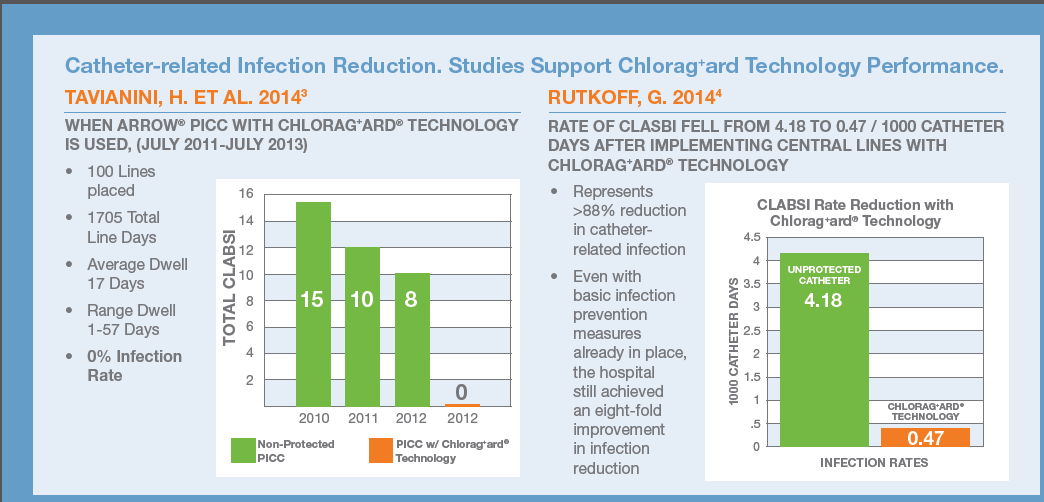 Catheter-related Infection Reduction. Studies Support Chlorag+ard Technology Performance.
TAVIANINI, H. ET AL. 2014³
WHEN ARROW® PICC WITH CHLORAG+ARD® TECHNOLOGY
IS USED, (JULY 2011-JULY 2013)
• 100 Lines
placed
• 1705 Total
Line Days
• Average Dwell
17 Days
• Range Dwell
1-57 Days
• 0% Infection
Rate
TOTAL CLABSI
16
14
12
10
8
6
4
2
15
10
8
0
2010 2011 2012 2012
Non-Protected
PICC
PICC w/ Chlorag+ard®
Technology
RUTKOFF, G. 2014⁴
RATE OF CLASBI FELL FROM 4.18 TO 0.47 / 1000 CATHETER
DAYS AFTER IMPLEMENTING CENTRAL LINES WITH
CHLORAG+ARD® TECHNOLOGY
• Represents
>88% reduction
in catheter-
related infection
• Even with
basic infection
prevention
measures
already in place,
the hospital
still achieved
an eight-fold
improvement
in infection
reduction
CLABSI Rate Reduction with
Chlorag+ard® Technology
1000 CATHETER DAYS
4.5
4
3.5
3
2.5
2
1.5
1
.5
0
UNPROTECTED
CATHETER
4.18
CHLORAG+ARD®
TECHNOLOGY
0.47
INFECTION RATES